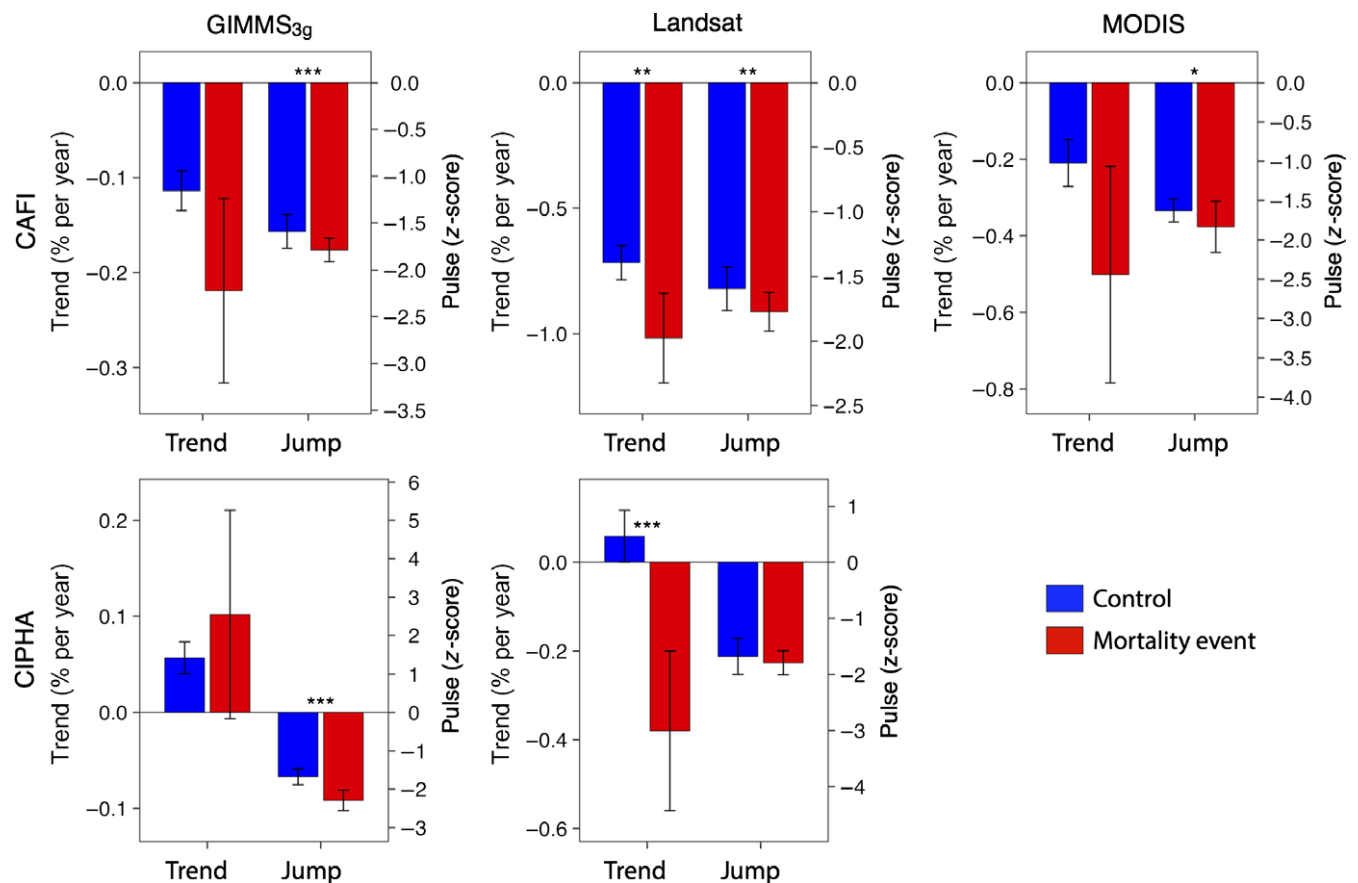 GIMMS3g
Landsat
MODIS
CAFI
Trend (% per year)
0.0
−0.1
−0.2
−0.3
***
0.0
−0.5
−1.0
−1.5
−2.0
−2.5
−3.0
−3.5
Pulse (z-score)
Trend
Jump
Trend (% per year)
0.0
−0.5
−1.0
**
**
0.0
−0.5
−1.0
−1.5
−2.0
−2.5
Pulse (z-score)
Trend
Jump
Trend (% per year)
0.0
−0.2
−0.4
−0.6
−0.8
*
0.0
−0.5
−1.0
−1.5
−2.0
−2.5
−3.0
−3.5
−4.0
Pulse (z-score)
Trend
Jump
CIPHA
Trend (% per year)
0.2
0.1
0.0
−0.1
***
6
5
4
3
2
1
0
−1
−2
−3
Pulse (z-score)
Trend
Jump
Trend (% per year)
0.0
−0.2
−0.4
−0.6
***
1
0
−1
−2
−3
−4
Pulse (z-score)
Trend
Jump
Control
Mortality event